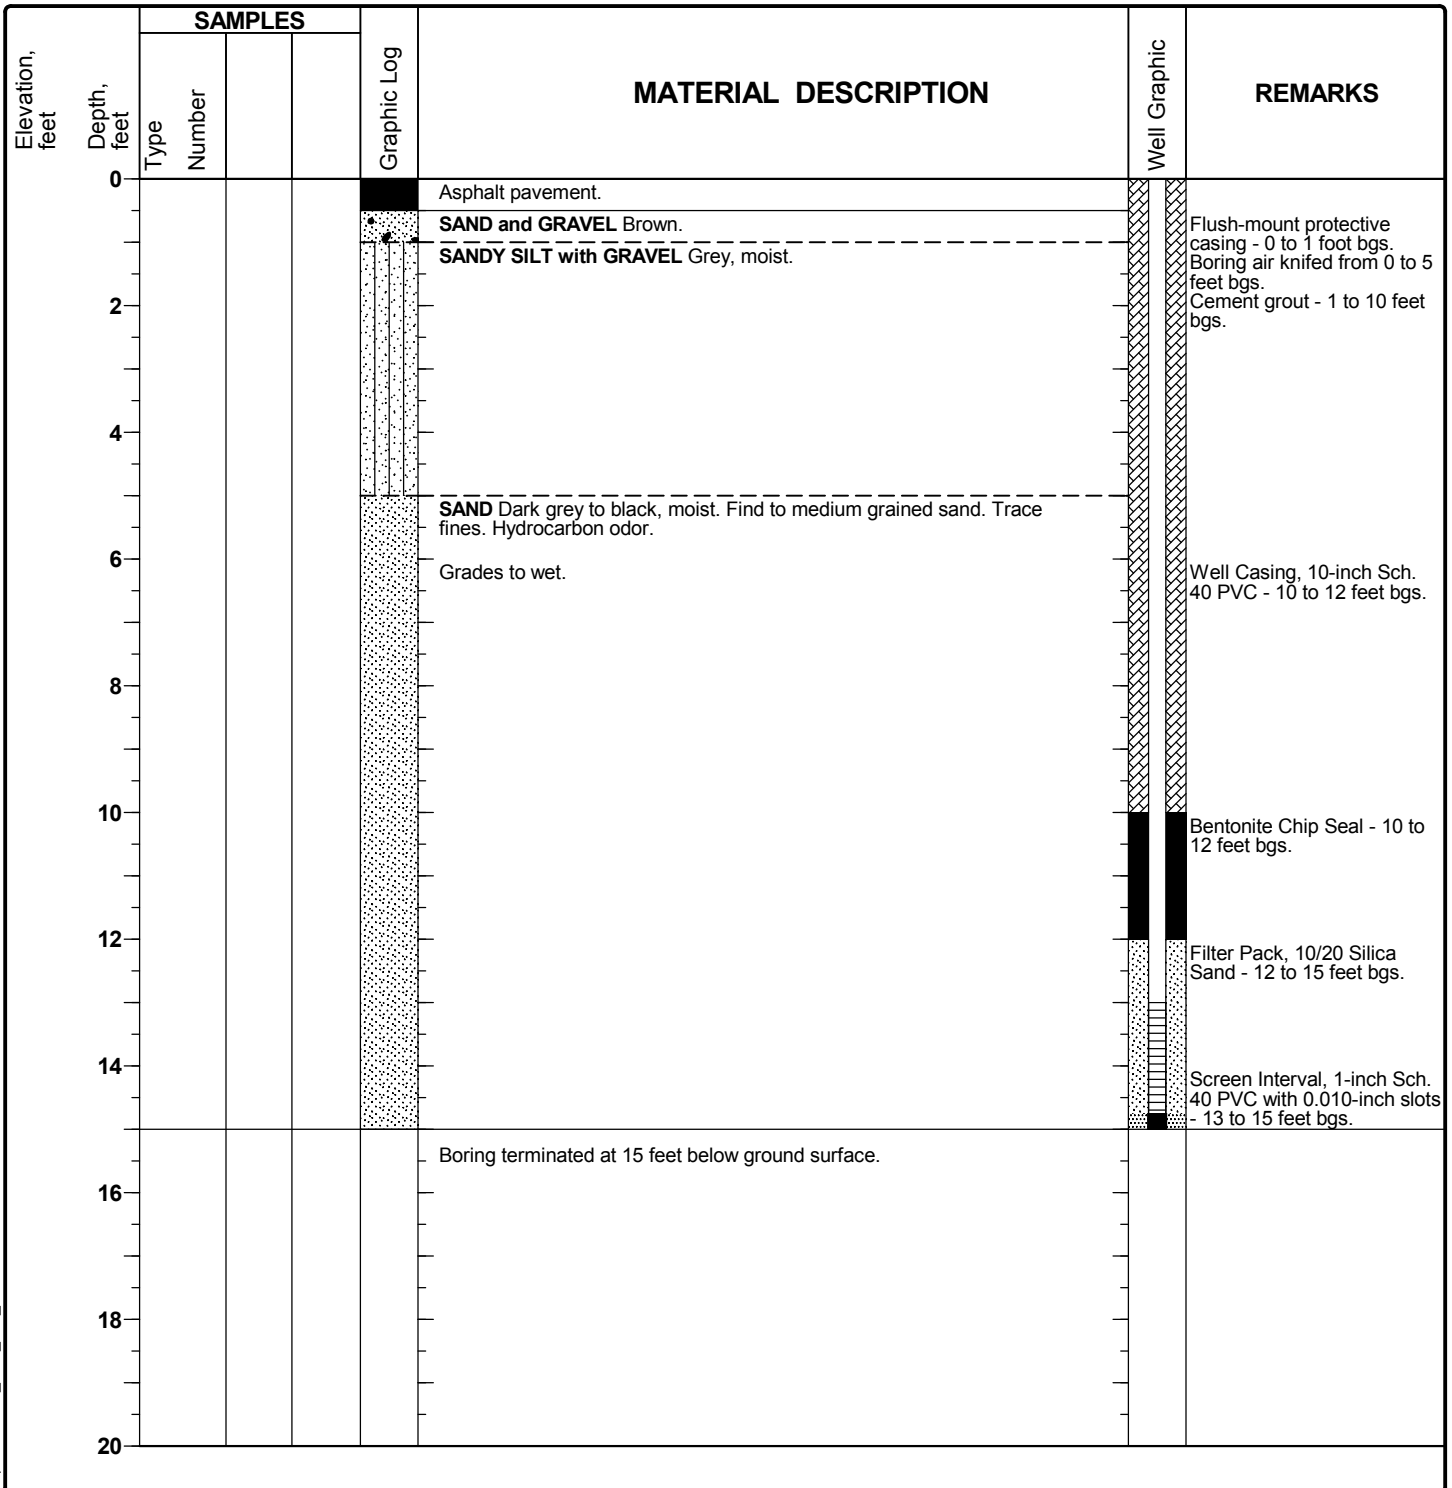 SAMPLES
Elevation,
feet
Depth,
feet
Type
Number
Graphic Log
MATERIAL DESCRIPTION
Well Graphic
REMARKS
0
Asphalt pavement.
SAND and GRAVEL Brown.
Flush-mount protective
casing - 0 to 1 foot bgs.
SANDY SILT with GRAVEL Grey, moist.
Boring air knifed from 0 to 5
feet bgs.
2
Cement grout - 1 to 10 feet
bgs.
4
SAND Dark grey to black, moist. Find to medium grained sand. Trace
fines. Hydrocarbon odor.
6
Grades to wet.
Well Casing, 10-inch Sch.
40 PVC - 10 to 12 feet bgs.
8
10
Bentonite Chip Seal - 10 to
12 feet bgs.
12
Filter Pack, 10/20 Silica
Sand - 12 to 15 feet bgs.
14
Screen Interval, 1-inch Sch.
40 PVC with 0.010-inch slots
- 13 to 15 feet bgs.
Boring terminated at 15 feet below ground surface.
16
18
20